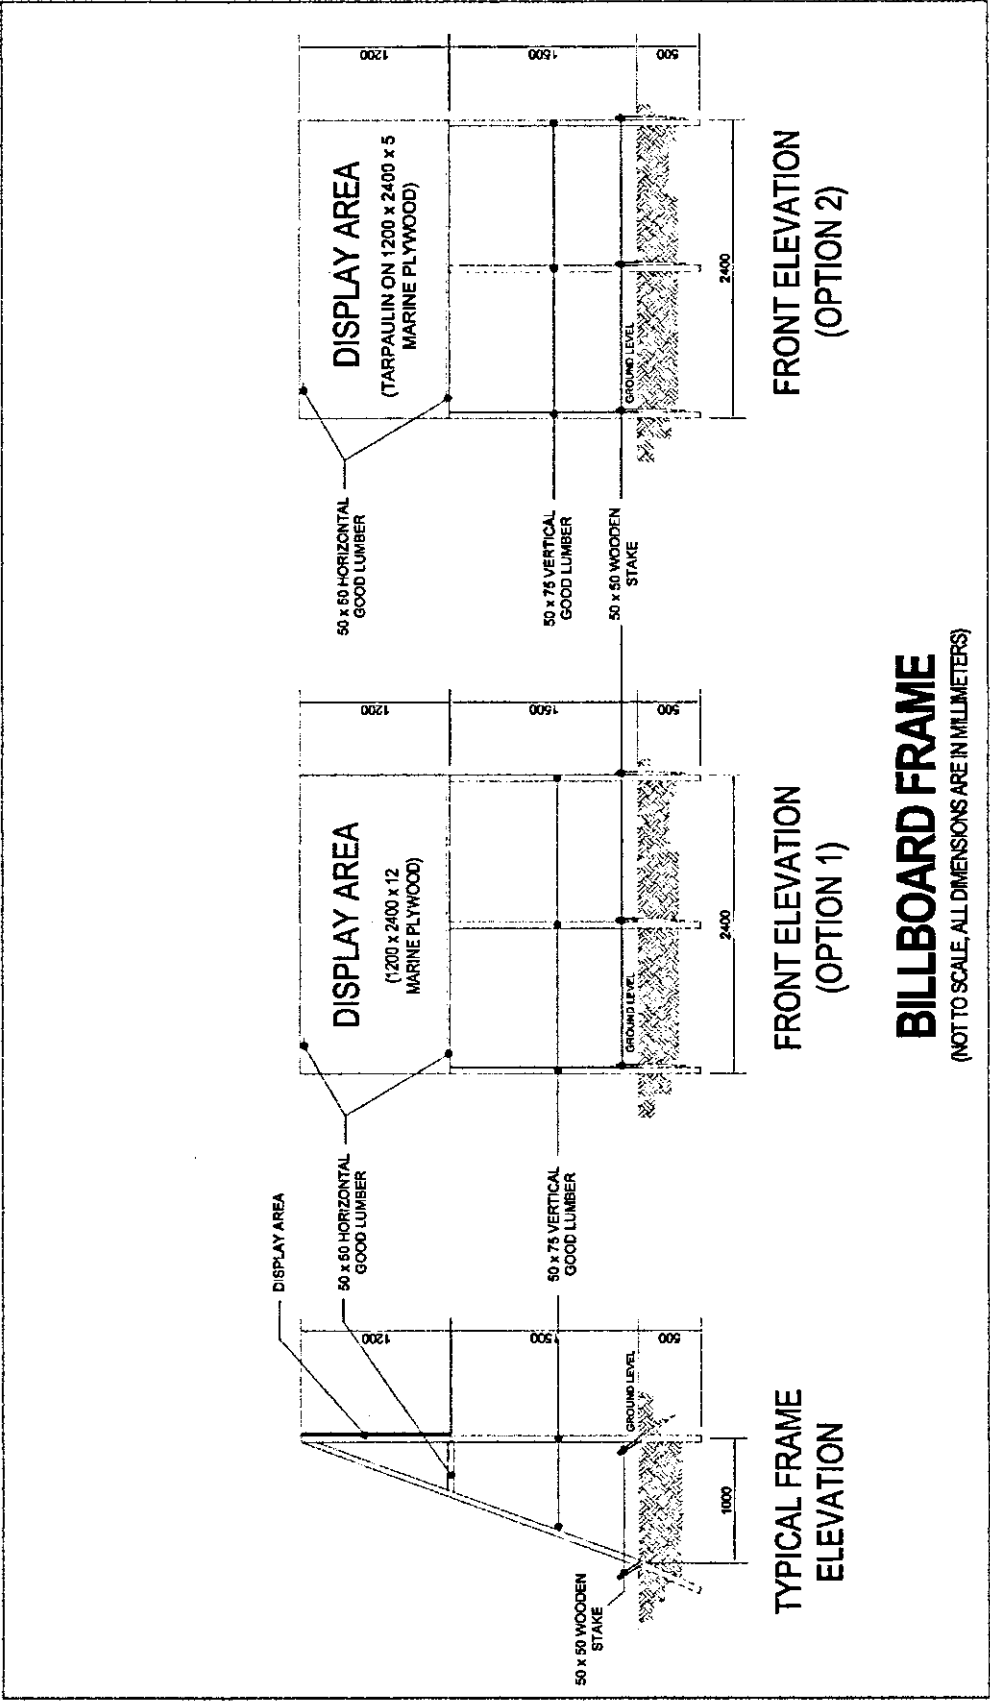 DISPLAY AREA
50 x 50 HORIZONTAL
GOOD LUMBER
1200
50 x 75 VERTICAL
GOOD LUMBER
1500
50 x 50 WOODEN
STAKE
GROUND LEVEL
500
1000
TYPICAL FRAME
ELEVATION
DISPLAY AREA
(1200 x 2400 x 12
MARINE PLYWOOD)
1200
1500
GROUND LEVEL
500
2400
FRONT ELEVATION
(OPTION 1)
50 x 50 HORIZONTAL
GOOD LUMBER
50 x 75 VERTICAL
GOOD LUMBER
50 x 50 WOODEN
STAKE
DISPLAY AREA
(TARPAULIN ON 1200 x 2400 x 5
MARINE PLYWOOD)
1200
1500
GROUND LEVEL
500
2400
FRONT ELEVATION
(OPTION 2)
BILLBOARD FRAME
(NOT TO SCALE, ALL DIMENSIONS ARE IN MILLIMETERS)